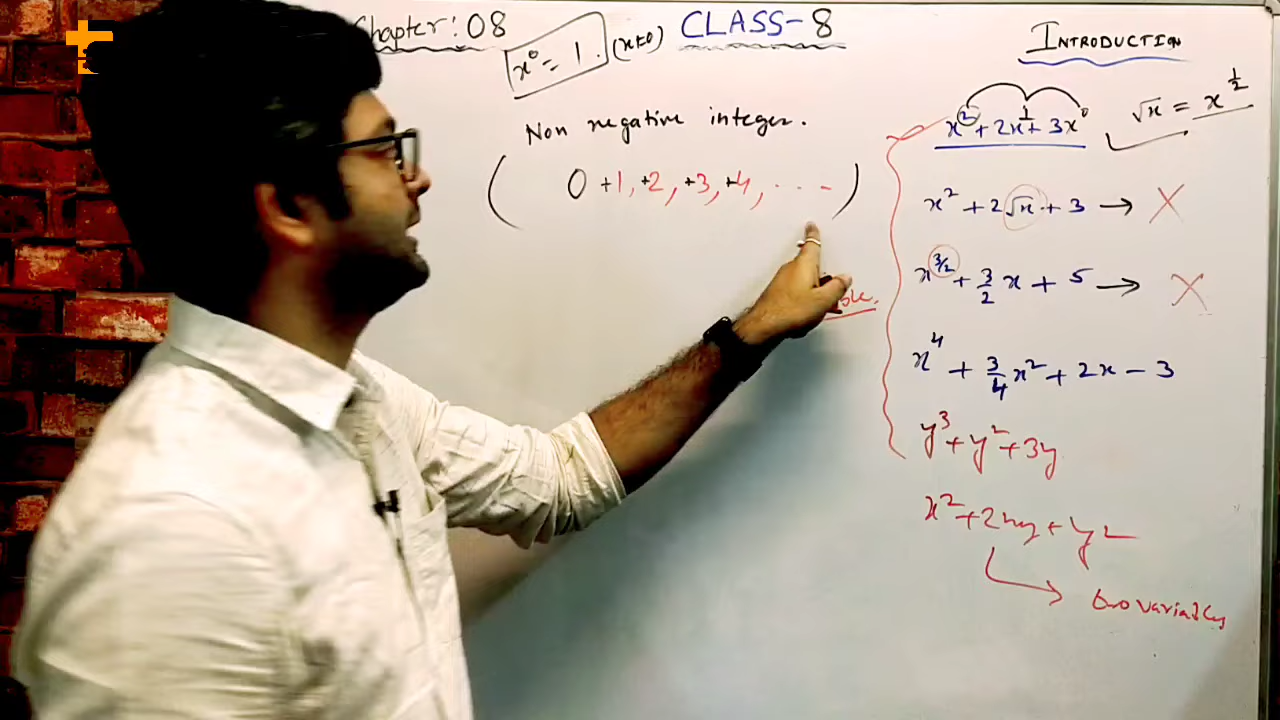 Chapter: 08
x⁰ = 1. (x≠0)
CLASS-8
INTRODUCTION
Non negative integer.
( 0 +1, +2, +3, +4, ... )
x² + 2x¹ + 3x⁰
√x = x^½
x² + 2√x + 3 → X
x^3/2 + 3/2 x + 5 → X
x⁴ + 3/4 x² + 2x - 3
y³ + y² + 3y
x² + 2xy + y²
two variables